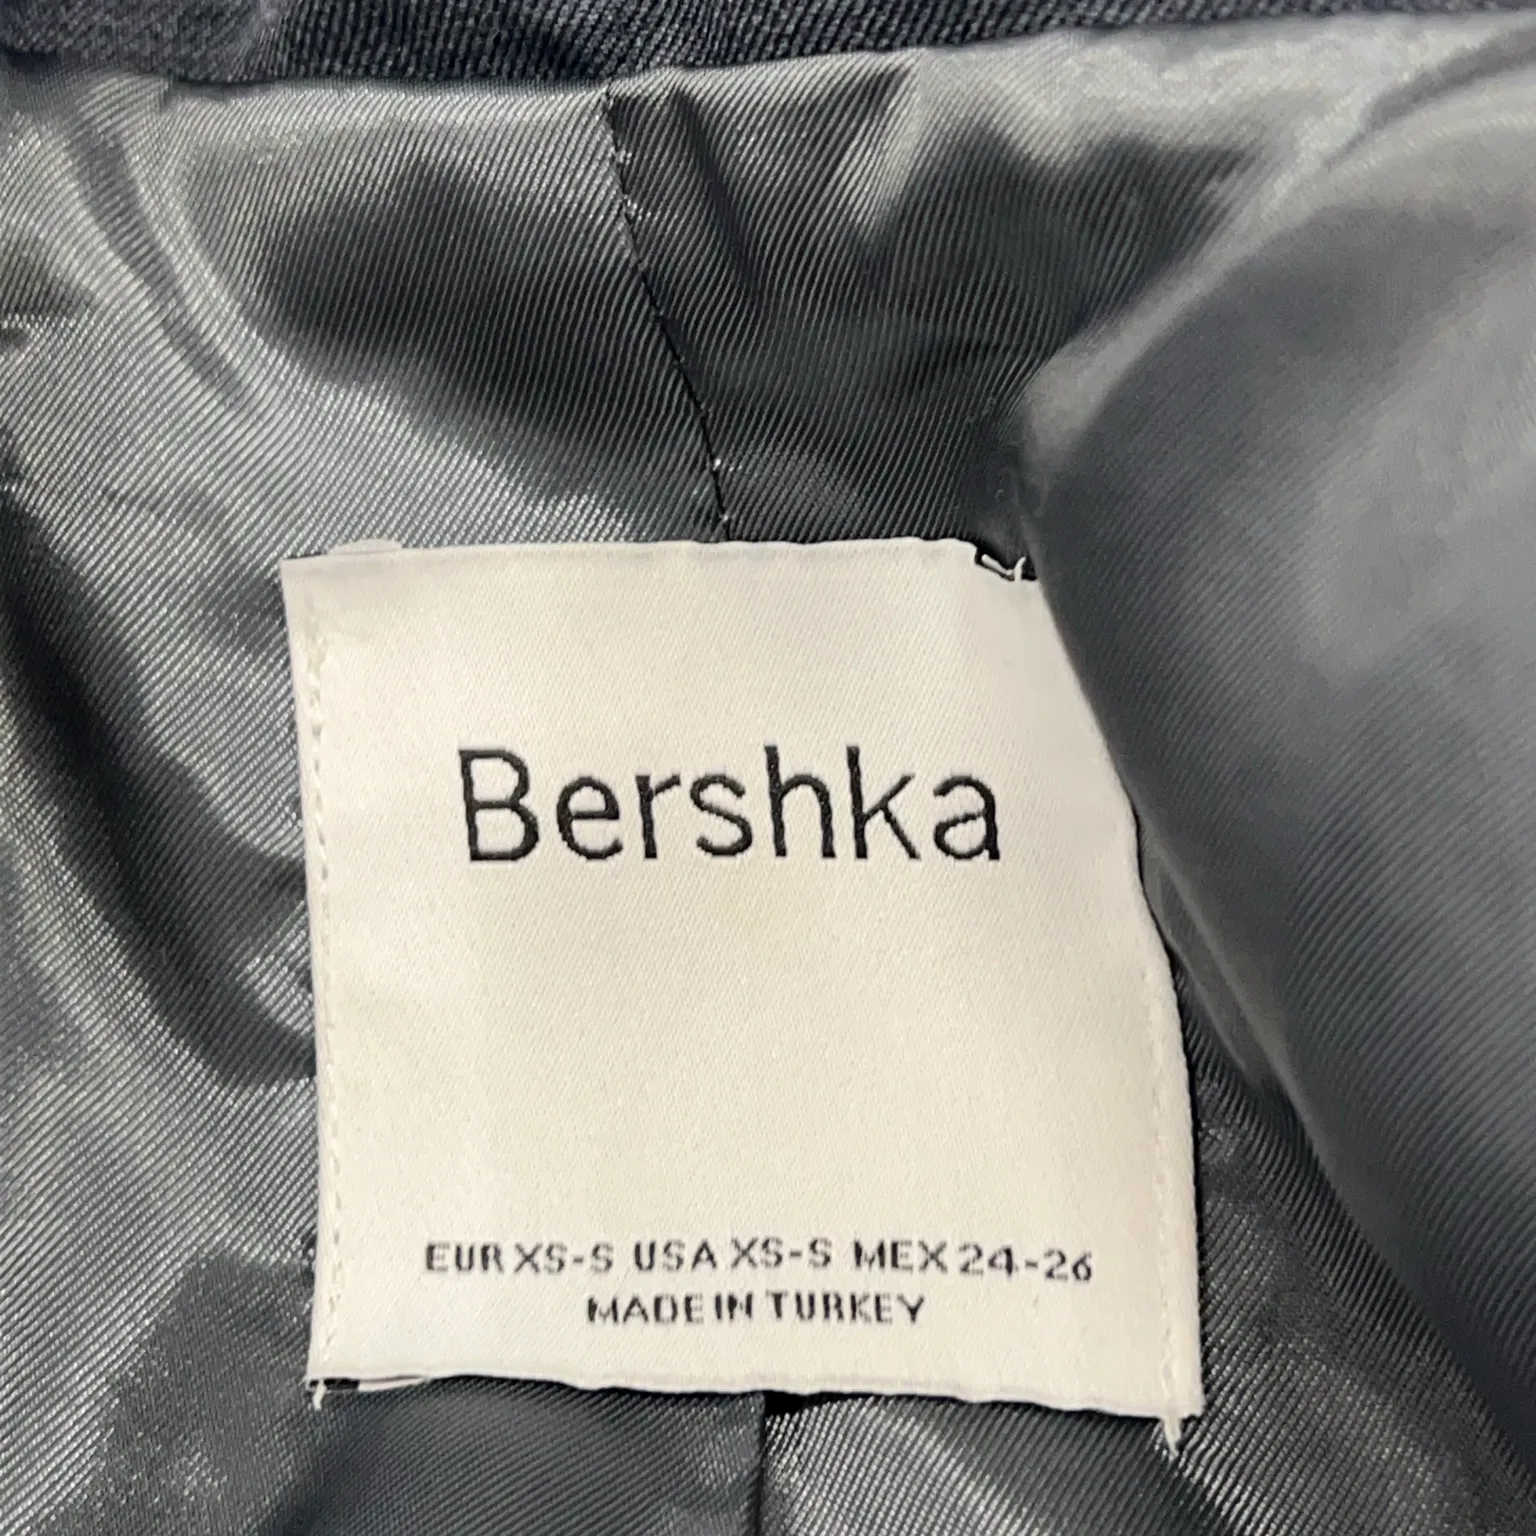 Bershka
EUR XS-S USA XS-S MEX 24-26
MADE IN TURKEY